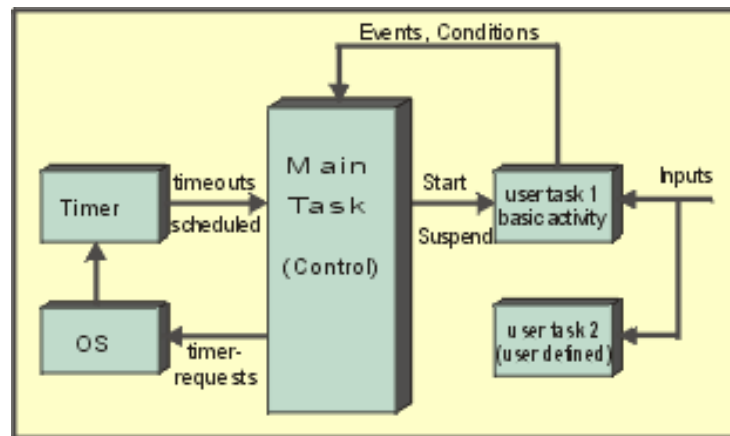 Events, Conditions
Main
Task
(Control)
Timer
timeouts
scheduled
Start
Suspend
user task 1
basic activity
Inputs
OS
timer-
requests
user task 2
(user defined)